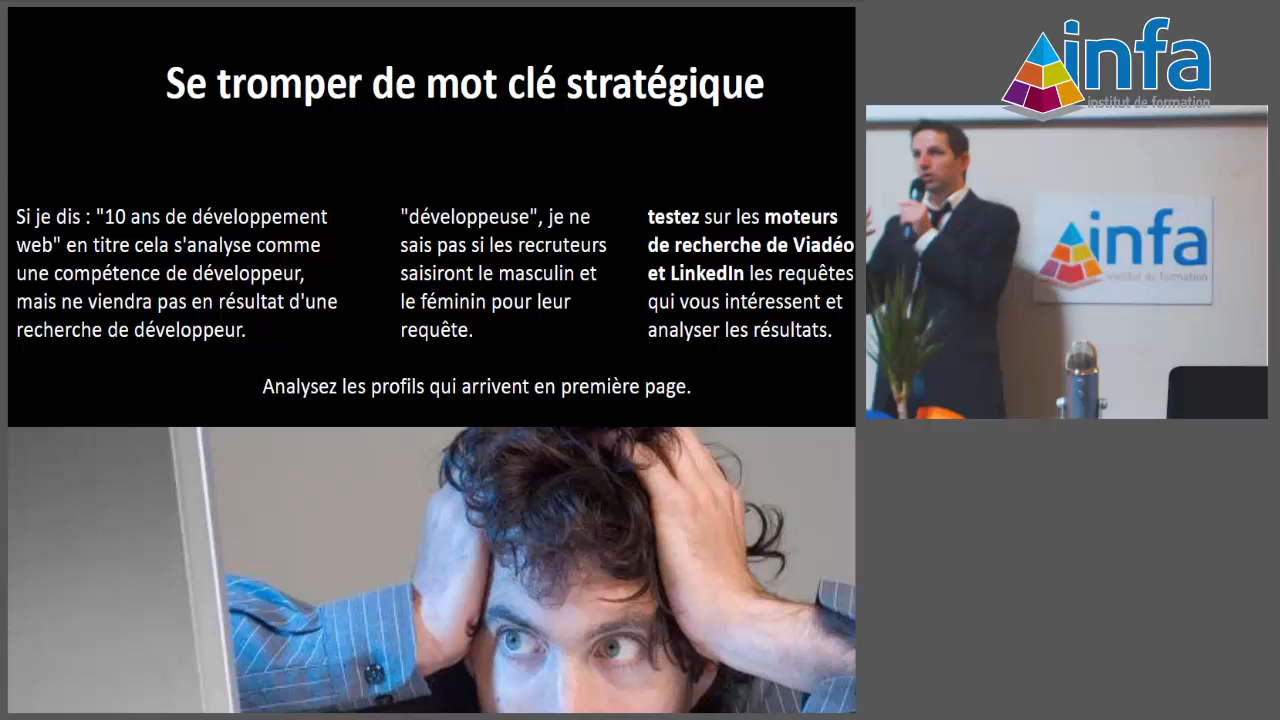 Se tromper de mot clé stratégique
Si je dis : "10 ans de développement
web" en titre cela s'analyse comme
une compétence de développeur,
mais ne viendra pas en résultat d'une
recherche de développeur.
"développeuse", je ne
sais pas si les recruteurs
saisiront le masculin et
le féminin pour leur
requête.
testez sur les moteurs
de recherche de Viadéo
et LinkedIn les requêtes
qui vous intéressent et
analyser les résultats.
Analysez les profils qui arrivent en première page.
infa
institut de formation
infa
institut de formation